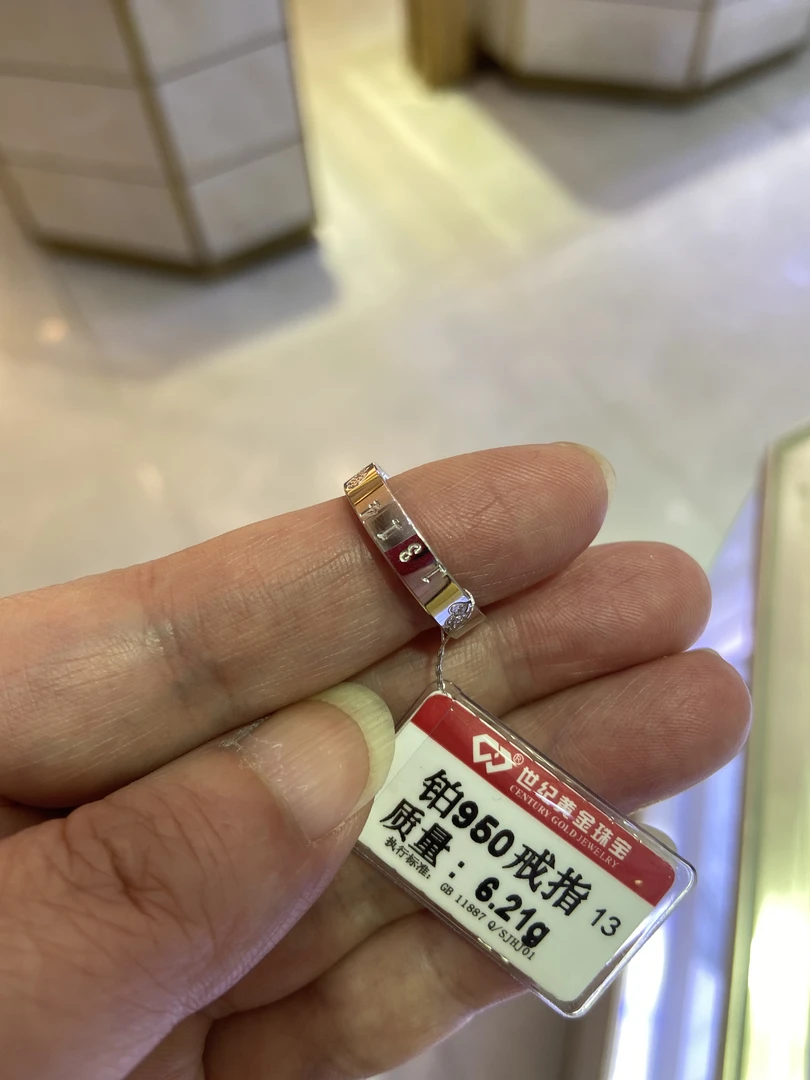 世纪黄金珠宝
CENTURY GOLD JEWELRY
铂950戒指 13
质量：6.21g
执行标准：GB 11887 Q/SJHJ01